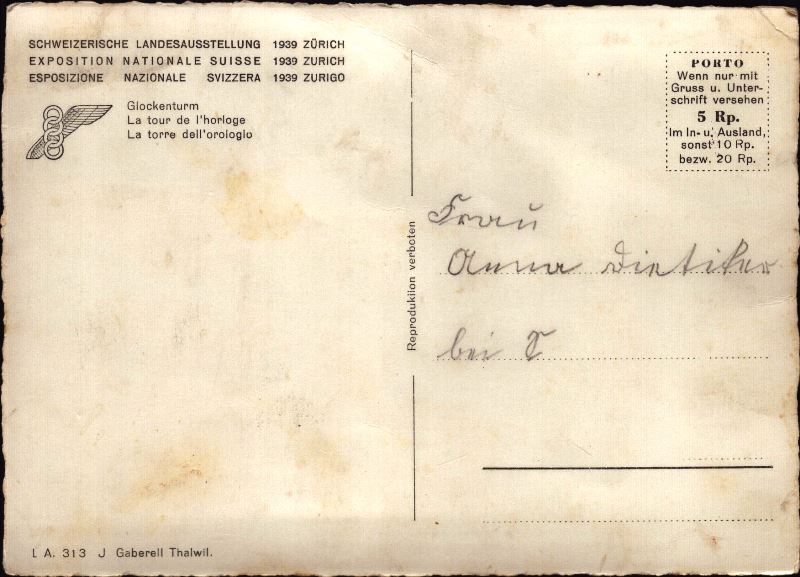 SCHWEIZERISCHE LANDESAUSSTELLUNG 1939 ZÜRICH
EXPOSITION NATIONALE SUISSE 1939 ZURICH
ESPOSIZIONE NAZIONALE SVIZZERA 1939 ZURIGO
Glockenturm
La tour de l'horloge
La torre dell'orologio
PORTO
Wenn nur mit
Gruss u. Unter-
schrift versehen
5 Rp.
Im In- u. Ausland,
sonst 10 Rp.
bezw. 20 Rp.
Reproduktion verboten
Frau
Anna Dietiker
bei S
L A. 313 J Gaberell Thalwil.